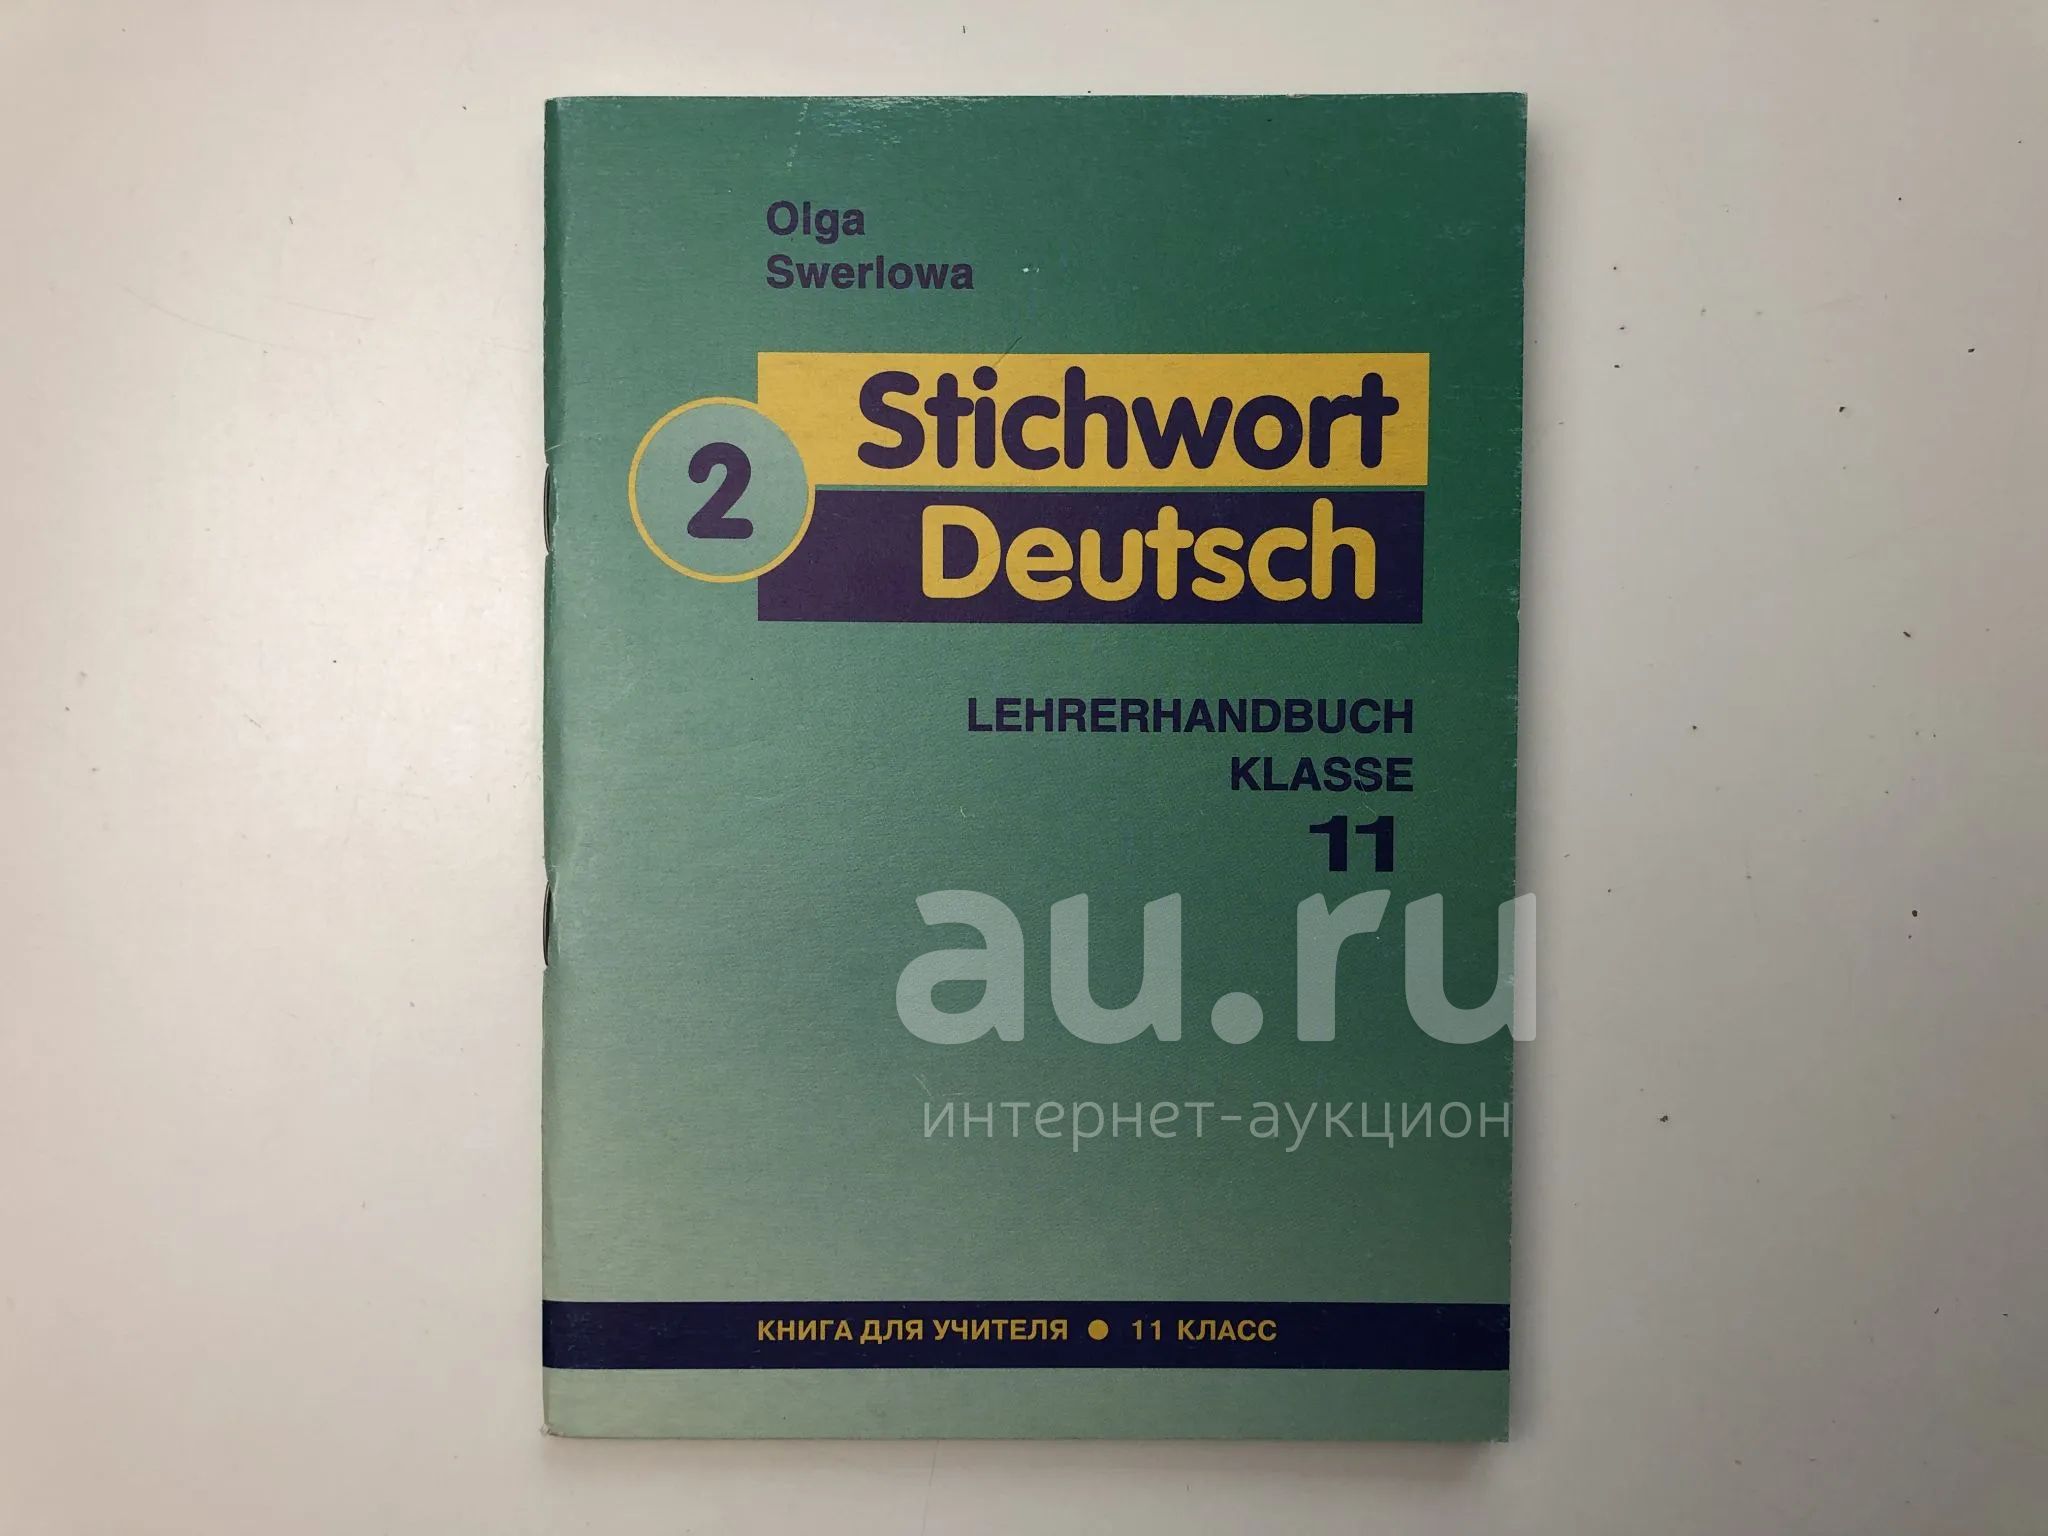 Olga
Swerlowa
2
Stichwort
Deutsch
LEHRERHANDBUCH
KLASSE
11
au.ru
интернет-аукцион
КНИГА ДЛЯ УЧИТЕЛЯ ● 11 КЛАСС